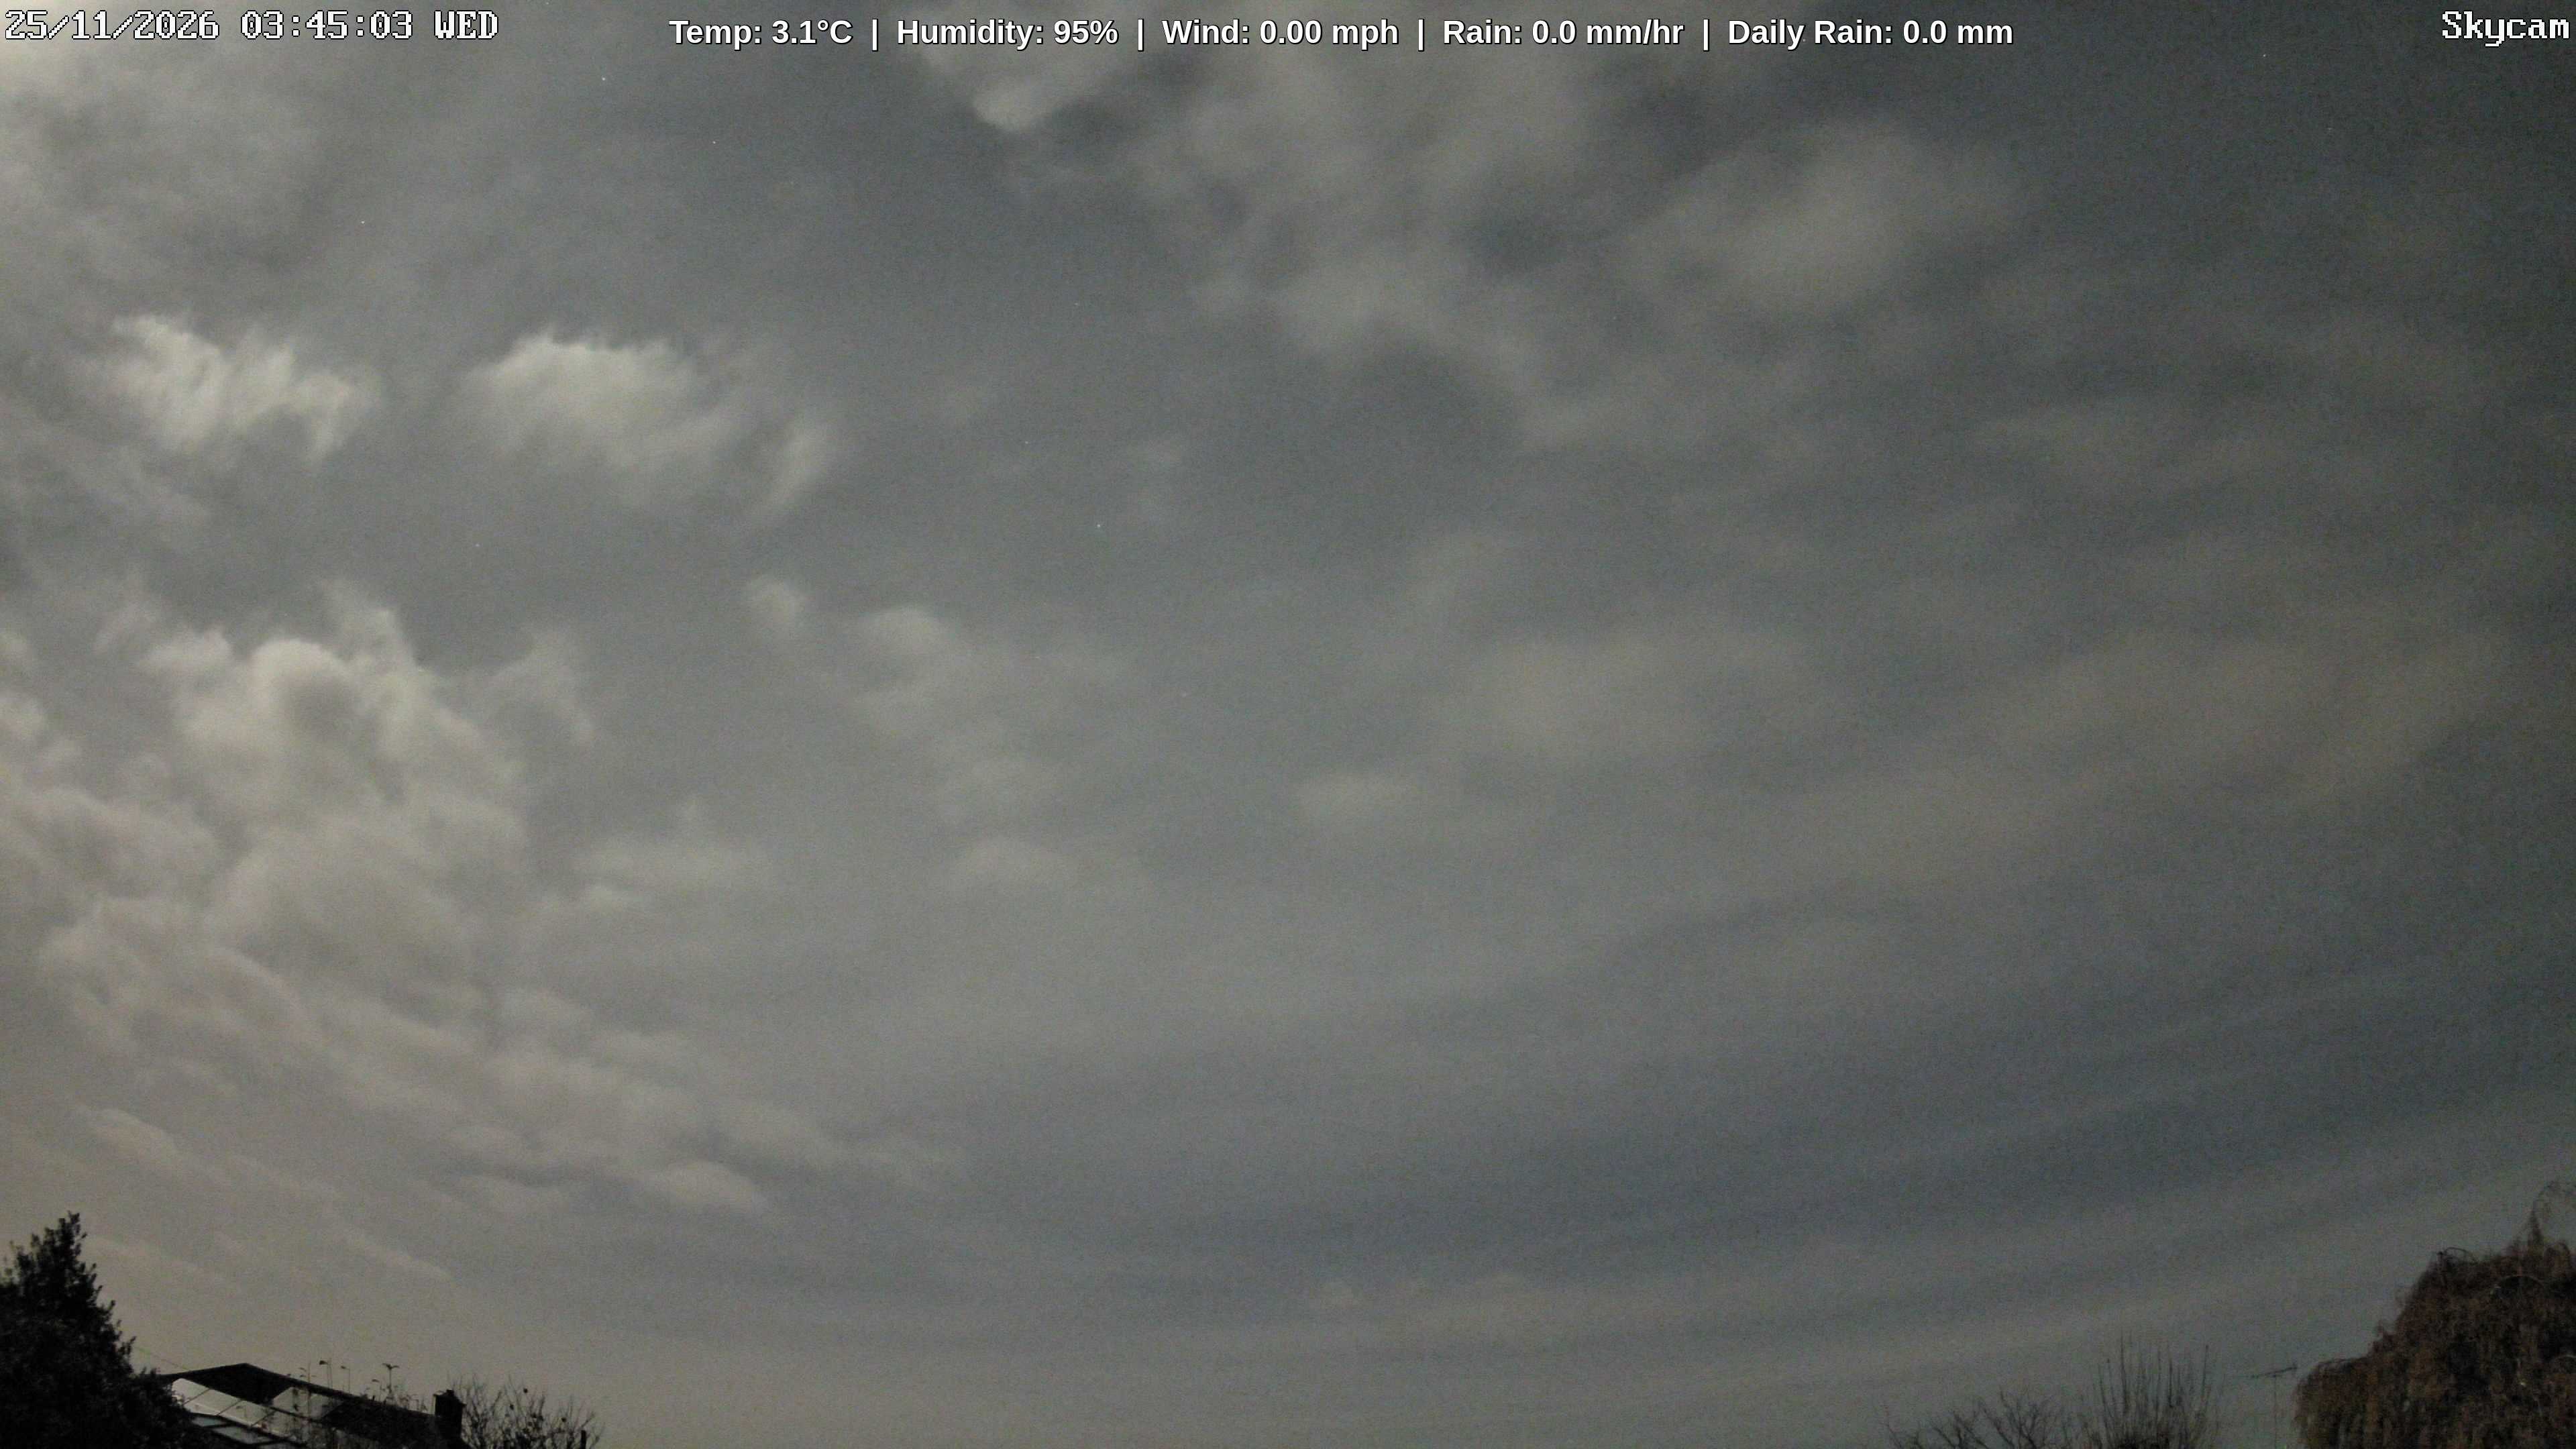 25/11/2026 03:45:03 WED
Temp: 3.1°C | Humidity: 95% | Wind: 0.00 mph | Rain: 0.0 mm/hr | Daily Rain: 0.0 mm
Skycam